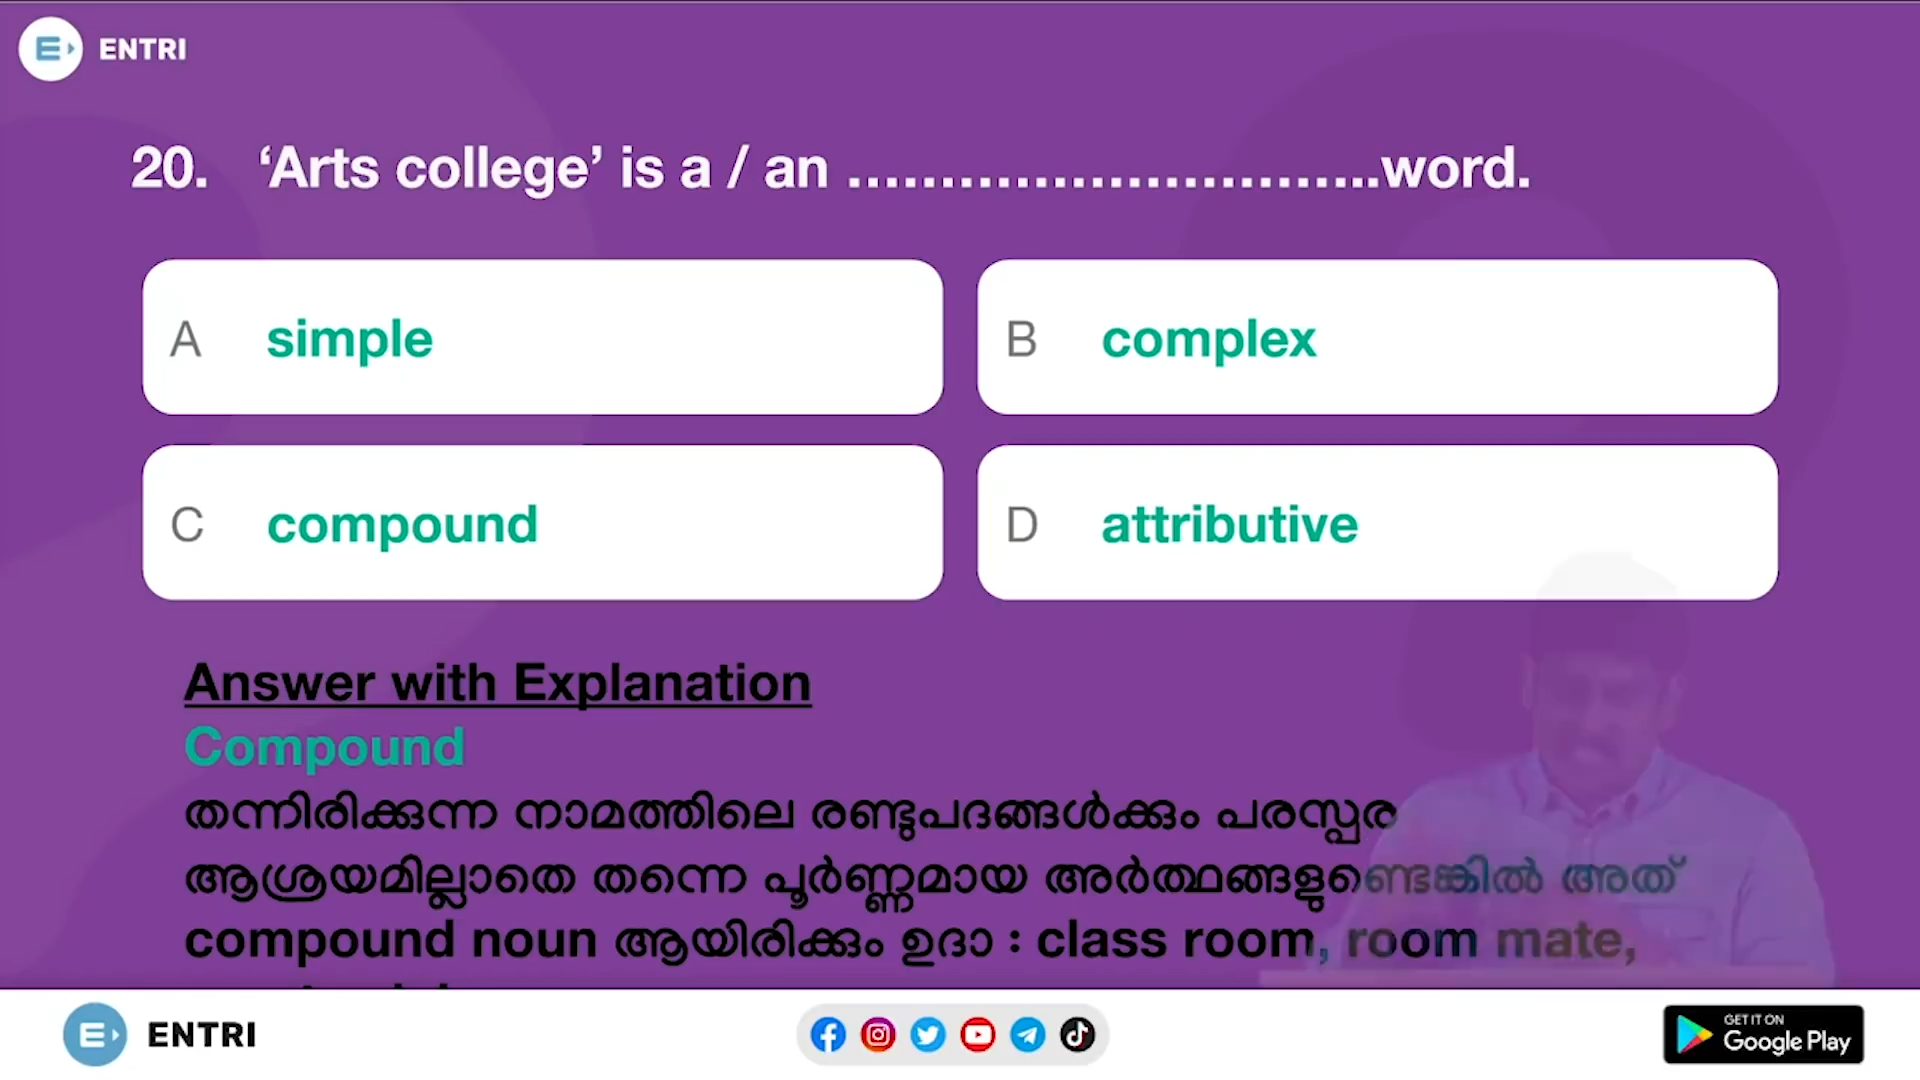 ENTRI
20. ‘Arts college’ is a / an ................................word.
A simple
B complex
C compound
D attributive
Answer with Explanation
Compound
തന്നിരിക്കുന്ന നാമത്തിലെ രണ്ടുപദങ്ങൾക്കും പരസ്പര
ആശ്രയമില്ലാതെ തന്നെ പൂർണ്ണമായ അർത്ഥങ്ങളുണ്ടെങ്കിൽ അത്
compound noun ആയിരിക്കും ഉദാ : class room, room mate,
ENTRI
GET IT ON
Google Play